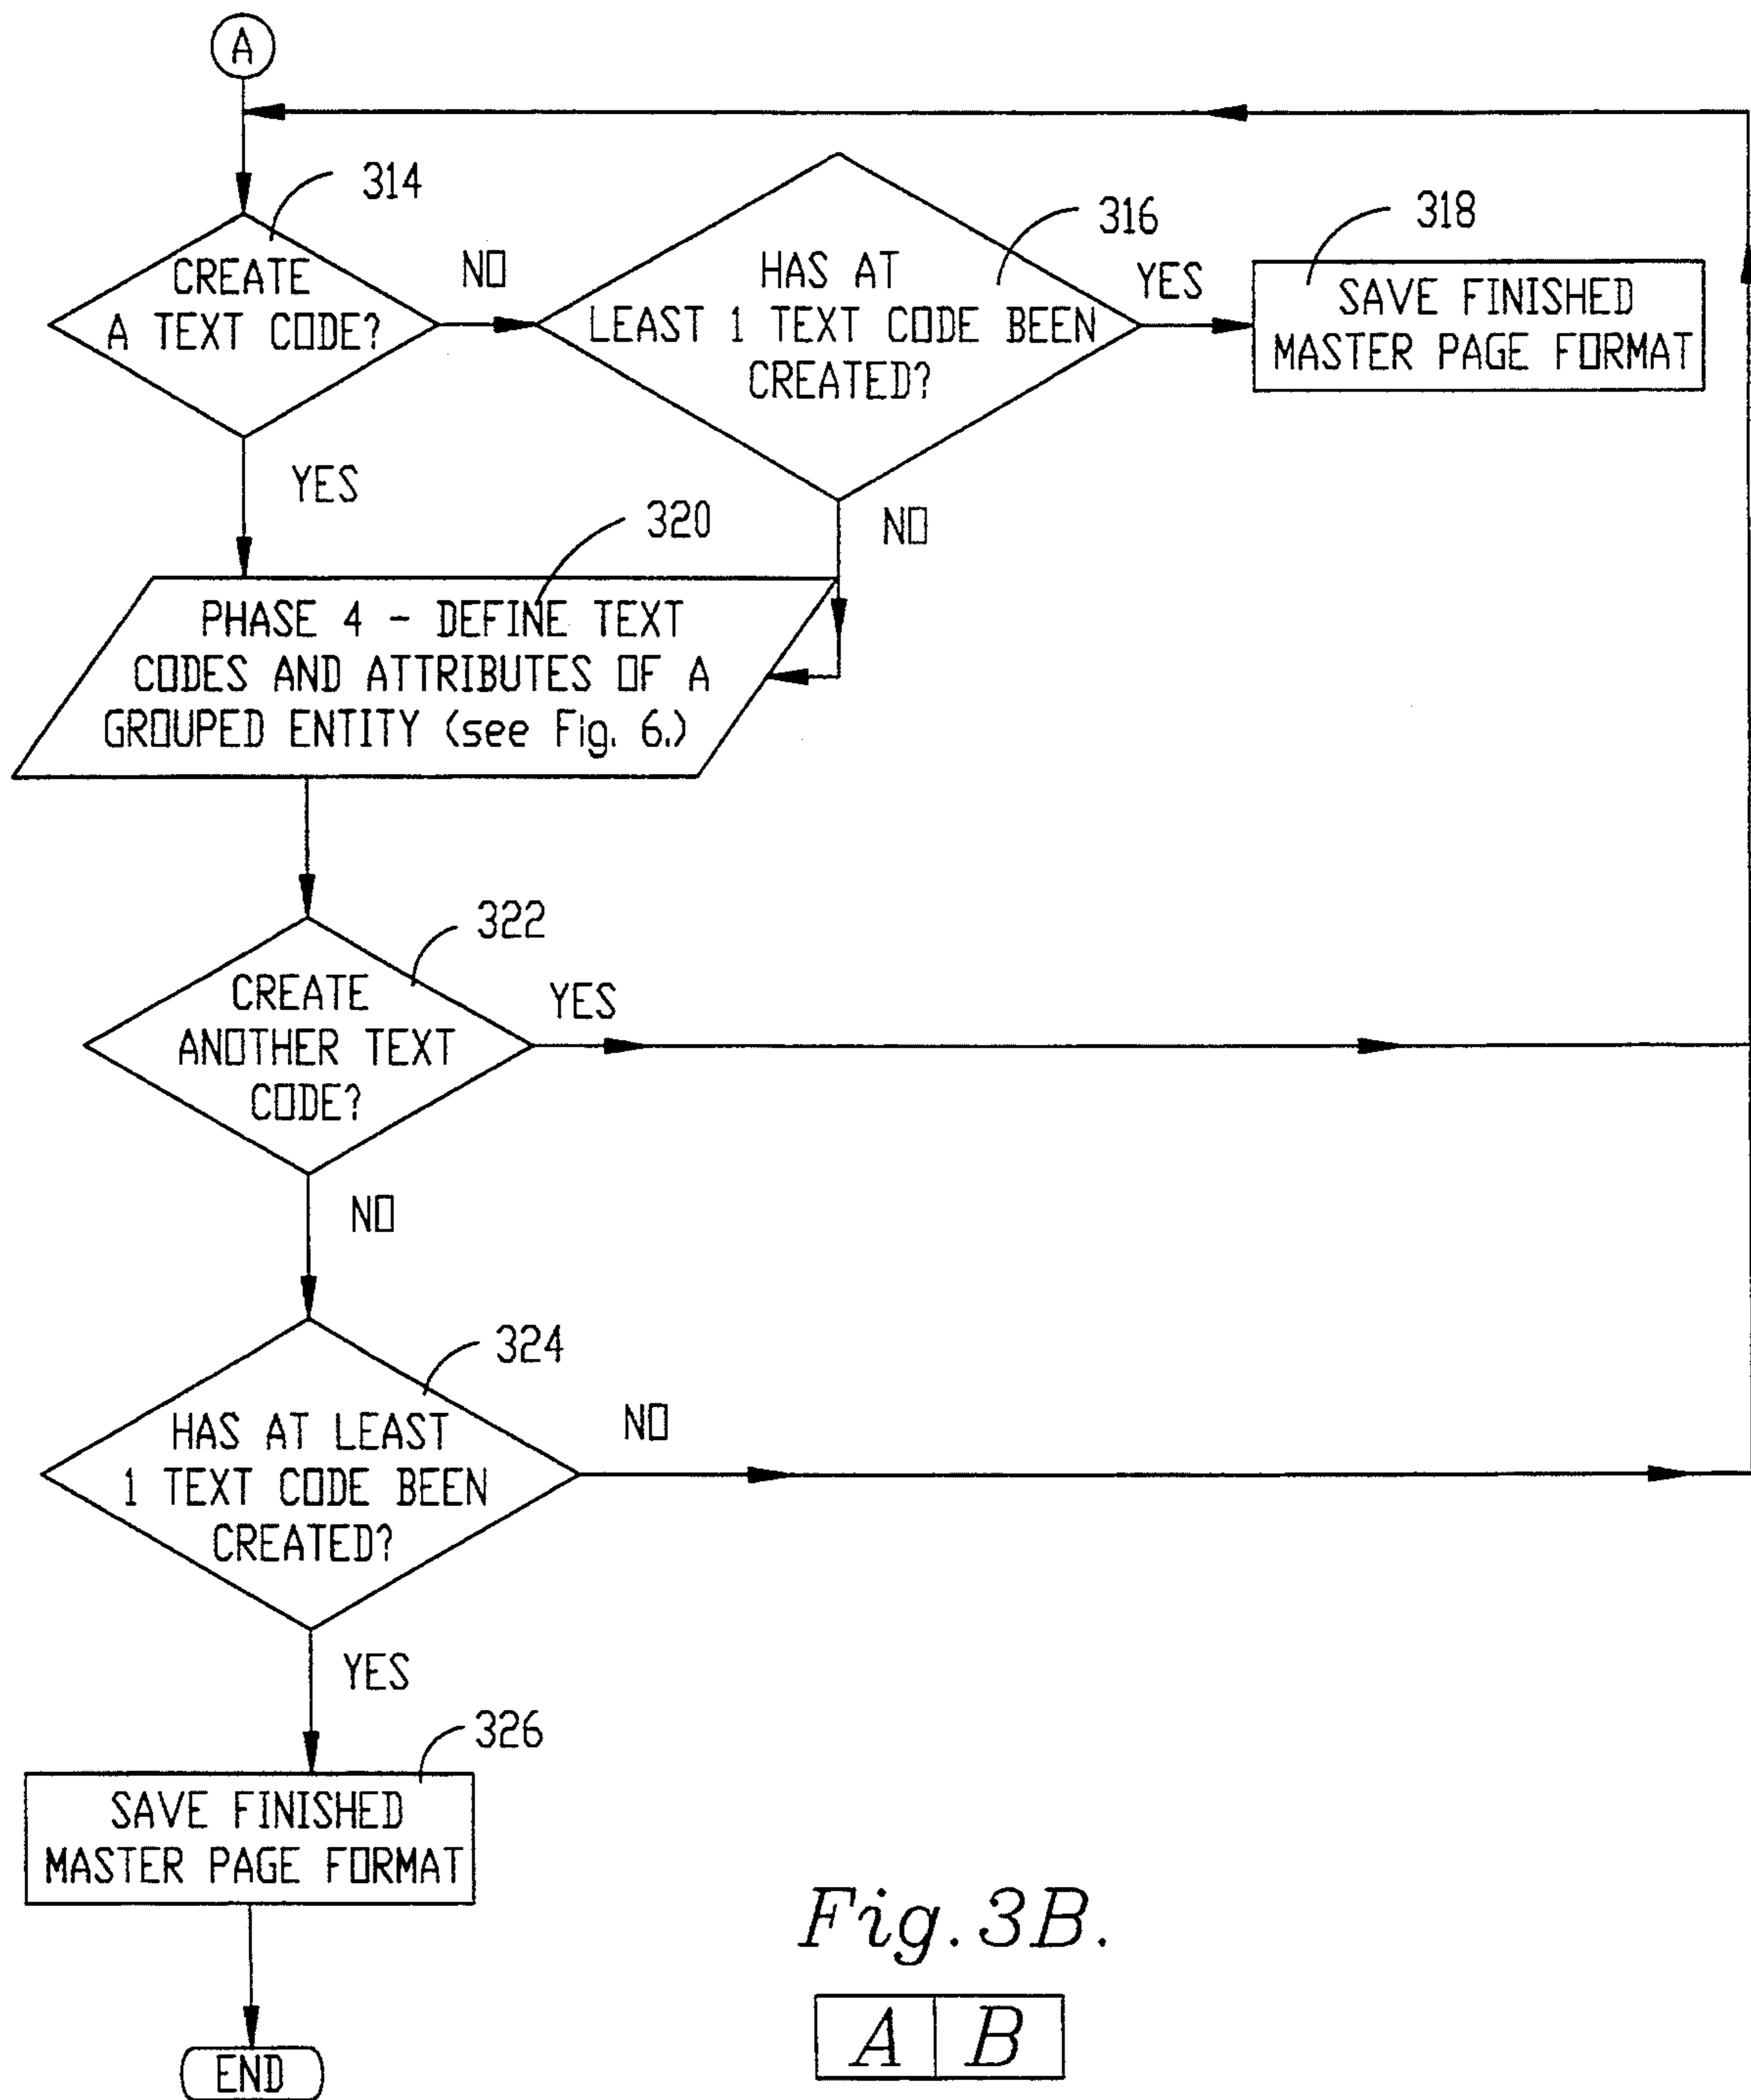 A
314
CREATE
A TEXT CODE?
NO
316
HAS AT
LEAST 1 TEXT CODE BEEN
CREATED?
YES
318
SAVE FINISHED
MASTER PAGE FORMAT
YES
NO
320
PHASE 4 - DEFINE TEXT
CODES AND ATTRIBUTES OF A
GROUPED ENTITY (see Fig. 6.)
322
CREATE
ANOTHER TEXT
CODE?
YES
NO
324
HAS AT LEAST
1 TEXT CODE BEEN
CREATED?
NO
YES
326
SAVE FINISHED
MASTER PAGE FORMAT
END
Fig. 3B.
A B